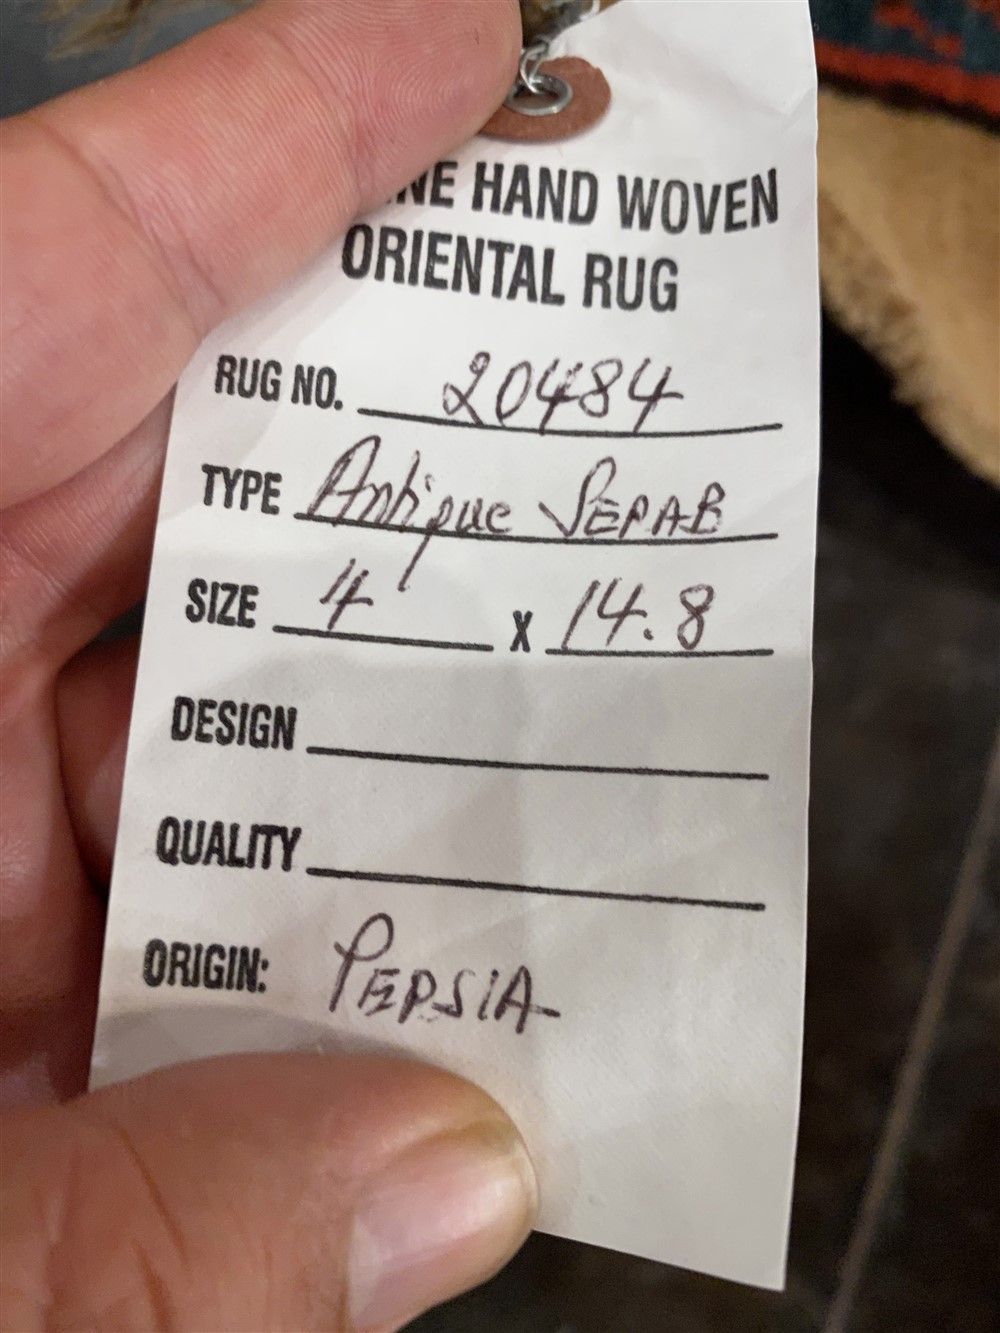 HAND WOVEN
ORIENTAL RUG
RUG NO. 20484
TYPE Antique SERAB
SIZE 4 X 14.8
DESIGN
QUALITY
ORIGIN: PERSIA